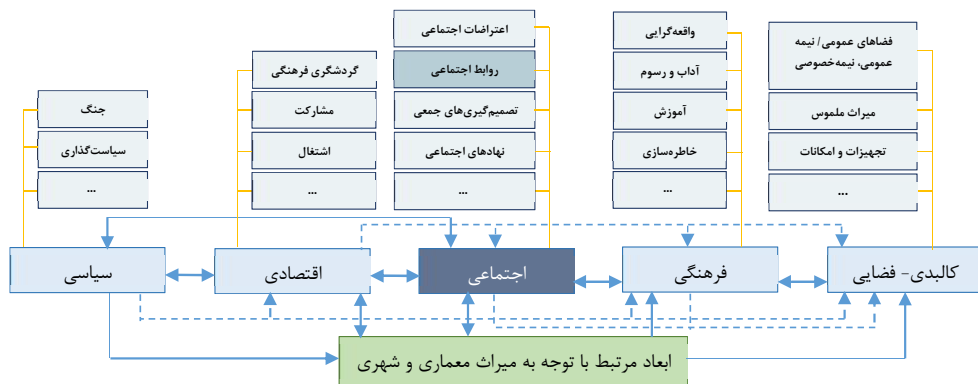 فضاهای عمومی/ نیمه
عمومی، نیمه‌خصوصی
میراث ملموس
تجهیزات و امکانات
...
واقعه‌گرایی
آداب و رسوم
آموزش
خاطره‌سازی
...
اعتراضات اجتماعی
روابط اجتماعی
تصمیم‌گیری‌های جمعی
نهادهای اجتماعی
...
گردشگری فرهنگی
مشارکت
اشتغال
...
جنگ
سیاست‌گذاری
...
کالبدی- فضایی
فرهنگی
اجتماعی
اقتصادی
سیاسی
ابعاد مرتبط با توجه به میراث معماری و شهری